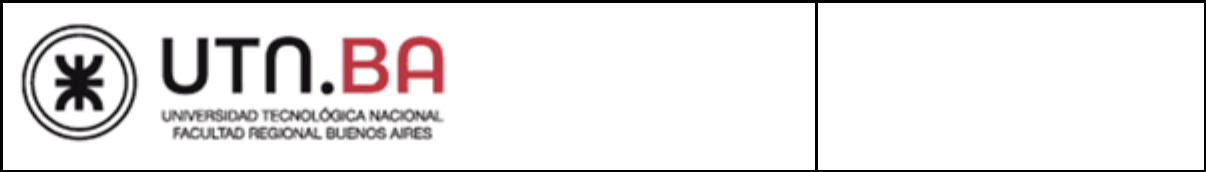 UTN.BA
UNIVERSIDAD TECNOLÓGICA NACIONAL
FACULTAD REGIONAL BUENOS AIRES